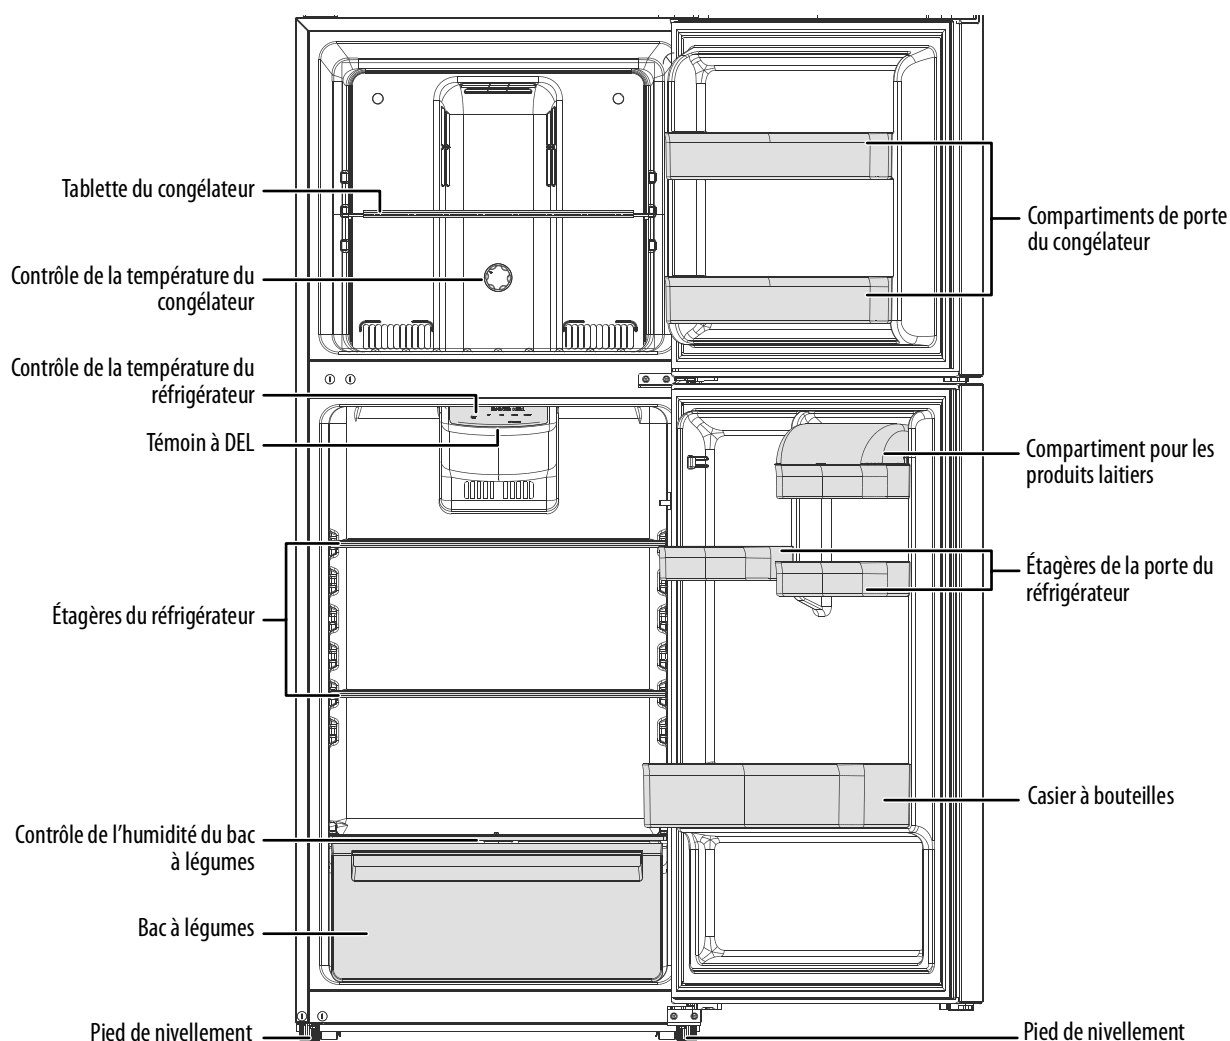 Tablette du congélateur
Contrôle de la température du
congélateur
Contrôle de la température du
réfrigérateur
Témoin à DEL
Étagères du réfrigérateur
Contrôle de l’humidité du bac
à légumes
Bac à légumes
Pied de nivellement
Compartiments de porte
du congélateur
Compartiment pour les
produits laitiers
Étagères de la porte du
réfrigérateur
Casier à bouteilles
Pied de nivellement